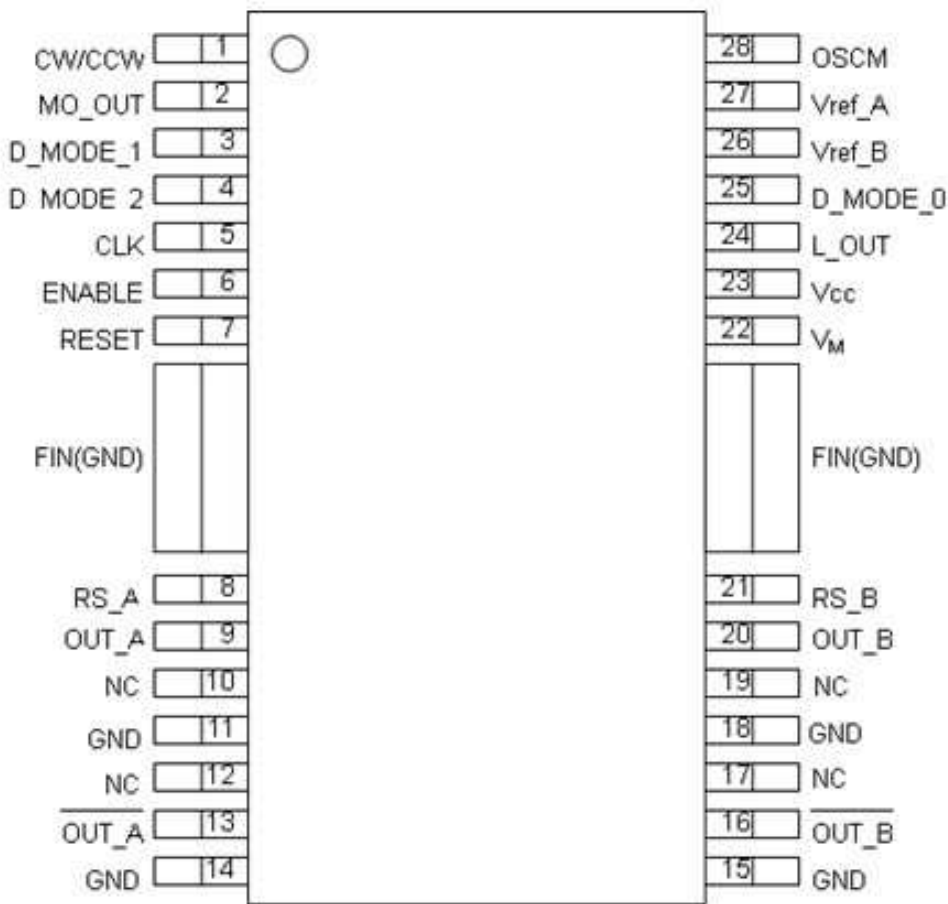 CW/CCW 1 28 OSCM
MO_OUT 2 27 Vref_A
D_MODE_1 3 26 Vref_B
D MODE 2 4 25 D_MODE_0
CLK 5 24 L_OUT
ENABLE 6 23 Vcc
RESET 7 22 VM
FIN(GND) FIN(GND)
RS_A 8 21 RS_B
OUT_A 9 20 OUT_B
NC 10 19 NC
GND 11 18 GND
NC 12 17 NC
OUT_A 13 16 OUT_B
GND 14 15 GND